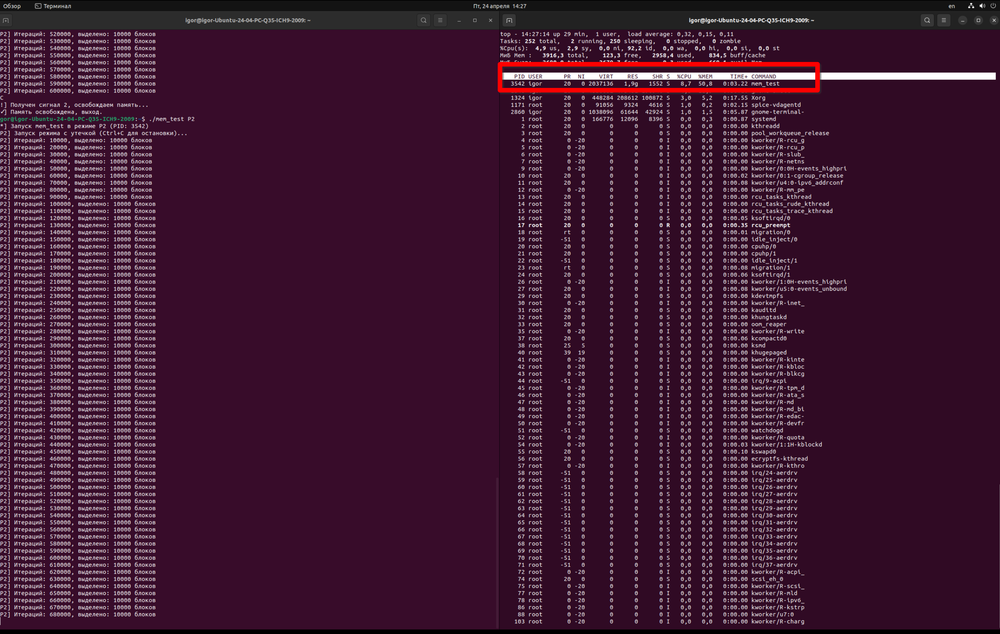 Обзор
Терминал
Пт, 24 апреля 14:27
en
igor@igor-Ubuntu-24-04-PC-Q35-ICH9-2009: ~
P2] Итераций: 520000, выделено: 10000 блоков
P2] Итераций: 530000, выделено: 10000 блоков
P2] Итераций: 540000, выделено: 10000 блоков
P2] Итераций: 550000, выделено: 10000 блоков
P2] Итераций: 560000, выделено: 10000 блоков
P2] Итераций: 570000, выделено: 10000 блоков
P2] Итераций: 580000, выделено: 10000 блоков
P2] Итераций: 590000, выделено: 10000 блоков
P2] Итераций: 600000, выделено: 10000 блоков
C
!] Получен сигнал 2, освобождаем память...
✓] Память освобождена, выход.
gor@igor-Ubuntu-24-04-PC-Q35-ICH9-2009:~$ ./mem_test P2
*] Запуск mem_test в режиме P2 (PID: 3542)
P2] Запуск режима с утечкой (Ctrl+C для остановки)...
P2] Итераций: 10000, выделено: 10000 блоков
P2] Итераций: 20000, выделено: 10000 блоков
P2] Итераций: 30000, выделено: 10000 блоков
P2] Итераций: 40000, выделено: 10000 блоков
P2] Итераций: 50000, выделено: 10000 блоков
P2] Итераций: 60000, выделено: 10000 блоков
P2] Итераций: 70000, выделено: 10000 блоков
P2] Итераций: 80000, выделено: 10000 блоков
P2] Итераций: 90000, выделено: 10000 блоков
P2] Итераций: 100000, выделено: 10000 блоков
P2] Итераций: 110000, выделено: 10000 блоков
P2] Итераций: 120000, выделено: 10000 блоков
P2] Итераций: 130000, выделено: 10000 блоков
P2] Итераций: 140000, выделено: 10000 блоков
P2] Итераций: 150000, выделено: 10000 блоков
P2] Итераций: 160000, выделено: 10000 блоков
P2] Итераций: 170000, выделено: 10000 блоков
P2] Итераций: 180000, выделено: 10000 блоков
P2] Итераций: 190000, выделено: 10000 блоков
P2] Итераций: 200000, выделено: 10000 блоков
P2] Итераций: 210000, выделено: 10000 блоков
P2] Итераций: 220000, выделено: 10000 блоков
P2] Итераций: 230000, выделено: 10000 блоков
P2] Итераций: 240000, выделено: 10000 блоков
P2] Итераций: 250000, выделено: 10000 блоков
P2] Итераций: 260000, выделено: 10000 блоков
P2] Итераций: 270000, выделено: 10000 блоков
P2] Итераций: 280000, выделено: 10000 блоков
P2] Итераций: 290000, выделено: 10000 блоков
P2] Итераций: 300000, выделено: 10000 блоков
P2] Итераций: 310000, выделено: 10000 блоков
P2] Итераций: 320000, выделено: 10000 блоков
P2] Итераций: 330000, выделено: 10000 блоков
P2] Итераций: 340000, выделено: 10000 блоков
P2] Итераций: 350000, выделено: 10000 блоков
P2] Итераций: 360000, выделено: 10000 блоков
P2] Итераций: 370000, выделено: 10000 блоков
P2] Итераций: 380000, выделено: 10000 блоков
P2] Итераций: 390000, выделено: 10000 блоков
P2] Итераций: 400000, выделено: 10000 блоков
P2] Итераций: 410000, выделено: 10000 блоков
P2] Итераций: 420000, выделено: 10000 блоков
P2] Итераций: 430000, выделено: 10000 блоков
P2] Итераций: 440000, выделено: 10000 блоков
P2] Итераций: 450000, выделено: 10000 блоков
P2] Итераций: 460000, выделено: 10000 блоков
P2] Итераций: 470000, выделено: 10000 блоков
P2] Итераций: 480000, выделено: 10000 блоков
P2] Итераций: 490000, выделено: 10000 блоков
P2] Итераций: 500000, выделено: 10000 блоков
P2] Итераций: 510000, выделено: 10000 блоков
P2] Итераций: 520000, выделено: 10000 блоков
P2] Итераций: 530000, выделено: 10000 блоков
P2] Итераций: 540000, выделено: 10000 блоков
P2] Итераций: 550000, выделено: 10000 блоков
P2] Итераций: 560000, выделено: 10000 блоков
P2] Итераций: 570000, выделено: 10000 блоков
P2] Итераций: 580000, выделено: 10000 блоков
P2] Итераций: 590000, выделено: 10000 блоков
P2] Итераций: 600000, выделено: 10000 блоков
P2] Итераций: 610000, выделено: 10000 блоков
P2] Итераций: 620000, выделено: 10000 блоков
P2] Итераций: 630000, выделено: 10000 блоков
P2] Итераций: 640000, выделено: 10000 блоков
P2] Итераций: 650000, выделено: 10000 блоков
P2] Итераций: 660000, выделено: 10000 блоков
P2] Итераций: 670000, выделено: 10000 блоков
P2] Итераций: 680000, выделено: 10000 блоков
igor@igor-Ubuntu-24-04-PC-Q35-ICH9-2009: ~
top - 14:27:14 up 29 min, 1 user, load average: 0,32, 0,15, 0,11
Tasks: 252 total, 2 running, 250 sleeping, 0 stopped, 0 zombie
%Cpu(s): 4,9 us, 2,9 sy, 0,0 ni, 92,2 id, 0,0 wa, 0,0 hi, 0,0 si, 0,0 st
МиБ Mem : 3916,3 total, 123,3 free, 2958,4 used, 834,5 buff/cache
PID USER PR NI VIRT RES SHR S %CPU %MEM TIME+ COMMAND
3542 igor 20 0 2037136 1,9g 1552 S 8,7 50,8 0:03.22 mem_test
1324 igor 20 0 448284 208612 100872 S 3,0 5,2 0:17.55 Xorg
1171 root 20 0 91056 9324 4616 S 1,0 0,2 0:02.15 spice-vdagentd
2860 igor 20 0 1038096 61644 42924 S 1,0 1,5 0:05.87 gnome-terminal-
1 root 20 0 166776 12096 8396 S 0,0 0,3 0:00.87 systemd
2 root 20 0 0 0 0 S 0,0 0,0 0:00.00 kthreadd
3 root 20 0 0 0 0 S 0,0 0,0 0:00.00 pool_workqueue_release
4 root 0 -20 0 0 0 I 0,0 0,0 0:00.00 kworker/R-rcu_g
5 root 0 -20 0 0 0 I 0,0 0,0 0:00.00 kworker/R-rcu_p
6 root 0 -20 0 0 0 I 0,0 0,0 0:00.00 kworker/R-slub_
7 root 0 -20 0 0 0 I 0,0 0,0 0:00.00 kworker/R-netns
9 root 0 -20 0 0 0 I 0,0 0,0 0:00.00 kworker/0:0H-events_highpri
10 root 20 0 0 0 0 I 0,0 0,0 0:00.02 kworker/0:1-cgroup_release
11 root 20 0 0 0 0 I 0,0 0,0 0:00.08 kworker/u4:0-ipv6_addrconf
12 root 0 -20 0 0 0 I 0,0 0,0 0:00.00 kworker/R-mm_pe
13 root 20 0 0 0 0 I 0,0 0,0 0:00.00 rcu_tasks_kthread
14 root 20 0 0 0 0 I 0,0 0,0 0:00.00 rcu_tasks_rude_kthread
15 root 20 0 0 0 0 I 0,0 0,0 0:00.00 rcu_tasks_trace_kthread
16 root 20 0 0 0 0 S 0,0 0,0 0:00.05 ksoftirqd/0
17 root 20 0 0 0 0 R 0,0 0,0 0:00.35 rcu_preempt
18 root rt 0 0 0 0 S 0,0 0,0 0:00.01 migration/0
19 root -51 0 0 0 0 S 0,0 0,0 0:00.00 idle_inject/0
20 root 20 0 0 0 0 S 0,0 0,0 0:00.00 cpuhp/0
21 root 20 0 0 0 0 S 0,0 0,0 0:00.00 cpuhp/1
22 root -51 0 0 0 0 S 0,0 0,0 0:00.00 idle_inject/1
23 root rt 0 0 0 0 S 0,0 0,0 0:00.08 migration/1
24 root 20 0 0 0 0 S 0,0 0,0 0:00.06 ksoftirqd/1
26 root 0 -20 0 0 0 I 0,0 0,0 0:00.00 kworker/1:0H-events_highpri
27 root 20 0 0 0 0 I 0,0 0,0 0:00.08 kworker/u5:0-events_unbound
29 root 20 0 0 0 0 S 0,0 0,0 0:00.00 kdevtmpfs
30 root 0 -20 0 0 0 I 0,0 0,0 0:00.00 kworker/R-inet_
31 root 20 0 0 0 0 S 0,0 0,0 0:00.00 kauditd
32 root 20 0 0 0 0 S 0,0 0,0 0:00.00 khungtaskd
33 root 20 0 0 0 0 S 0,0 0,0 0:00.00 oom_reaper
35 root 0 -20 0 0 0 I 0,0 0,0 0:00.00 kworker/R-write
37 root 20 0 0 0 0 S 0,0 0,0 0:00.06 kcompactd0
38 root 25 5 0 0 0 S 0,0 0,0 0:00.00 ksmd
40 root 39 19 0 0 0 S 0,0 0,0 0:00.00 khugepaged
41 root 0 -20 0 0 0 I 0,0 0,0 0:00.00 kworker/R-kinte
42 root 0 -20 0 0 0 I 0,0 0,0 0:00.00 kworker/R-kbloc
43 root 0 -20 0 0 0 I 0,0 0,0 0:00.00 kworker/R-blkcg
44 root -51 0 0 0 0 S 0,0 0,0 0:00.00 irq/9-acpi
45 root 0 -20 0 0 0 I 0,0 0,0 0:00.00 kworker/R-tpm_d
46 root 0 -20 0 0 0 I 0,0 0,0 0:00.00 kworker/R-ata_s
47 root 0 -20 0 0 0 I 0,0 0,0 0:00.00 kworker/R-md
48 root 0 -20 0 0 0 I 0,0 0,0 0:00.00 kworker/R-md_bi
49 root 0 -20 0 0 0 I 0,0 0,0 0:00.00 kworker/R-edac-
50 root 0 -20 0 0 0 I 0,0 0,0 0:00.00 kworker/R-devfr
51 root -51 0 0 0 0 S 0,0 0,0 0:00.00 watchdogd
52 root 0 -20 0 0 0 I 0,0 0,0 0:00.00 kworker/R-quota
54 root 0 -20 0 0 0 I 0,0 0,0 0:00.03 kworker/1:1H-kblockd
55 root 20 0 0 0 0 S 0,0 0,0 0:00.10 kswapd0
56 root 20 0 0 0 0 S 0,0 0,0 0:00.00 ecryptfs-kthread
57 root 0 -20 0 0 0 I 0,0 0,0 0:00.00 kworker/R-kthro
58 root -51 0 0 0 0 S 0,0 0,0 0:00.00 irq/24-aerdrv
59 root -51 0 0 0 0 S 0,0 0,0 0:00.00 irq/25-aerdrv
60 root -51 0 0 0 0 S 0,0 0,0 0:00.00 irq/26-aerdrv
61 root -51 0 0 0 0 S 0,0 0,0 0:00.00 irq/27-aerdrv
62 root -51 0 0 0 0 S 0,0 0,0 0:00.00 irq/28-aerdrv
63 root -51 0 0 0 0 S 0,0 0,0 0:00.00 irq/29-aerdrv
64 root -51 0 0 0 0 S 0,0 0,0 0:00.00 irq/30-aerdrv
65 root -51 0 0 0 0 S 0,0 0,0 0:00.00 irq/31-aerdrv
66 root -51 0 0 0 0 S 0,0 0,0 0:00.00 irq/32-aerdrv
67 root -51 0 0 0 0 S 0,0 0,0 0:00.00 irq/33-aerdrv
68 root -51 0 0 0 0 S 0,0 0,0 0:00.00 irq/34-aerdrv
69 root -51 0 0 0 0 S 0,0 0,0 0:00.00 irq/35-aerdrv
70 root -51 0 0 0 0 S 0,0 0,0 0:00.00 irq/36-aerdrv
71 root -51 0 0 0 0 S 0,0 0,0 0:00.00 irq/37-aerdrv
72 root 0 -20 0 0 0 I 0,0 0,0 0:00.00 kworker/R-acpi_
74 root 20 0 0 0 0 S 0,0 0,0 0:00.00 scsi_eh_0
75 root 0 -20 0 0 0 I 0,0 0,0 0:00.00 kworker/R-scsi_
77 root 0 -20 0 0 0 I 0,0 0,0 0:00.00 kworker/R-mld
78 root 0 -20 0 0 0 I 0,0 0,0 0:00.00 kworker/R-ipv6_
86 root 0 -20 0 0 0 I 0,0 0,0 0:00.00 kworker/R-kstrp
88 root 0 -20 0 0 0 I 0,0 0,0 0:00.00 kworker/u7:0
103 root 0 -20 0 0 0 I 0,0 0,0 0:00.00 kworker/R-charg